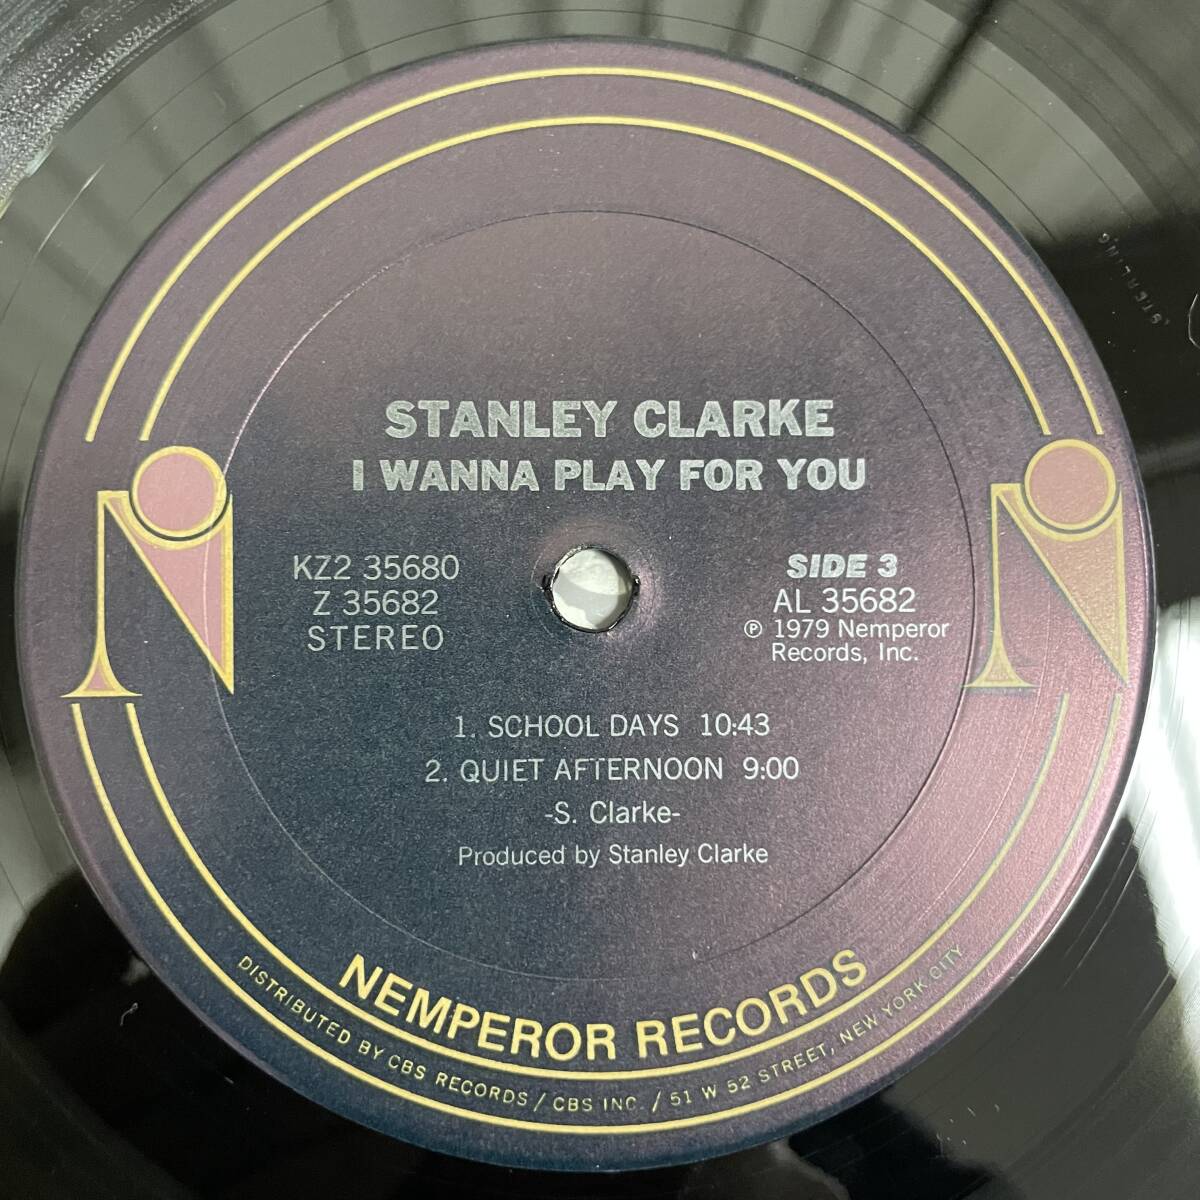 STANLEY CLARKE
I WANNA PLAY FOR YOU
KZ2 35680
Z 35682
STEREO
SIDE 3
AL 35682
℗ 1979 Nemperor
Records, Inc.
1. SCHOOL DAYS 10:43
2. QUIET AFTERNOON 9:00
-S. Clarke-
Produced by Stanley Clarke
NEMPEROR RECORDS
DISTRIBUTED BY CBS RECORDS / CBS INC. / 51 W 52 STREET, NEW YORK CITY
STERLING